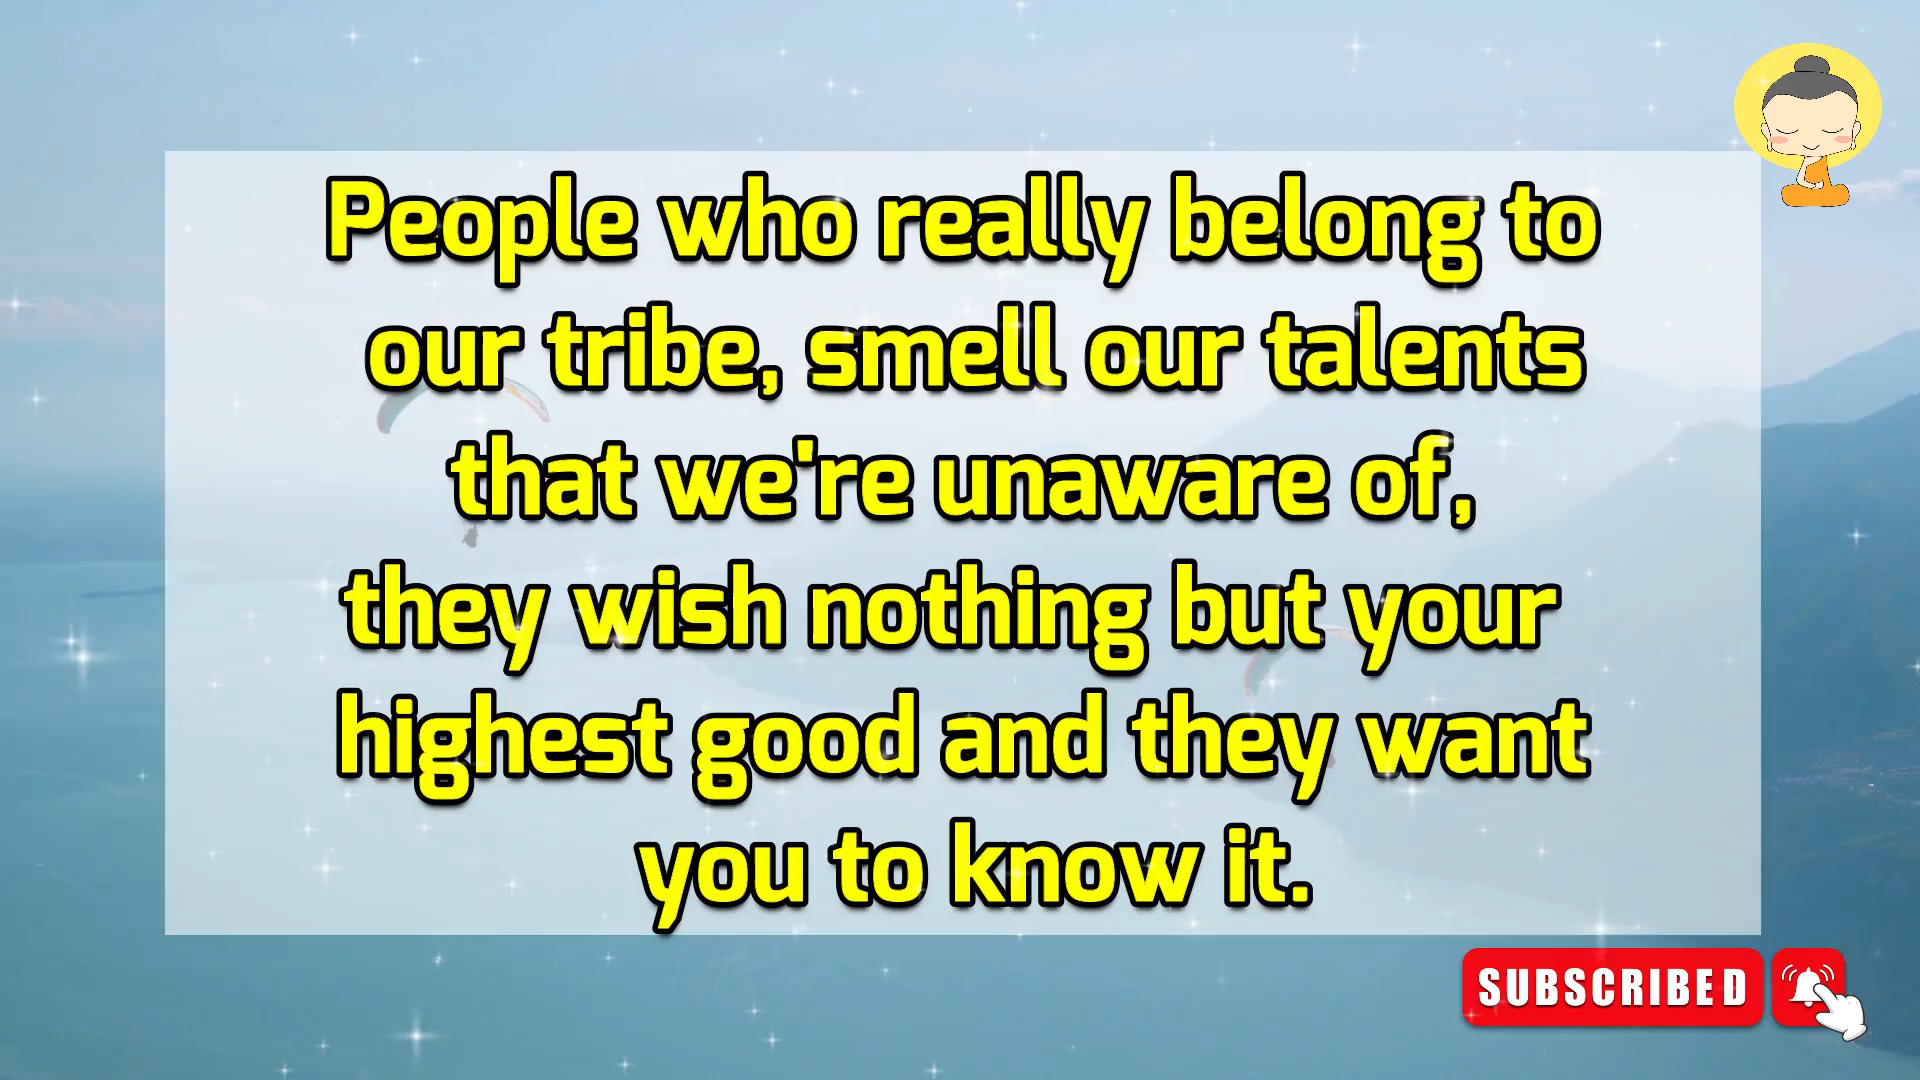 People who really belong to
our tribe, smell our talents
that we're unaware of,
they wish nothing but your
highest good and they want
you to know it.
SUBSCRIBED